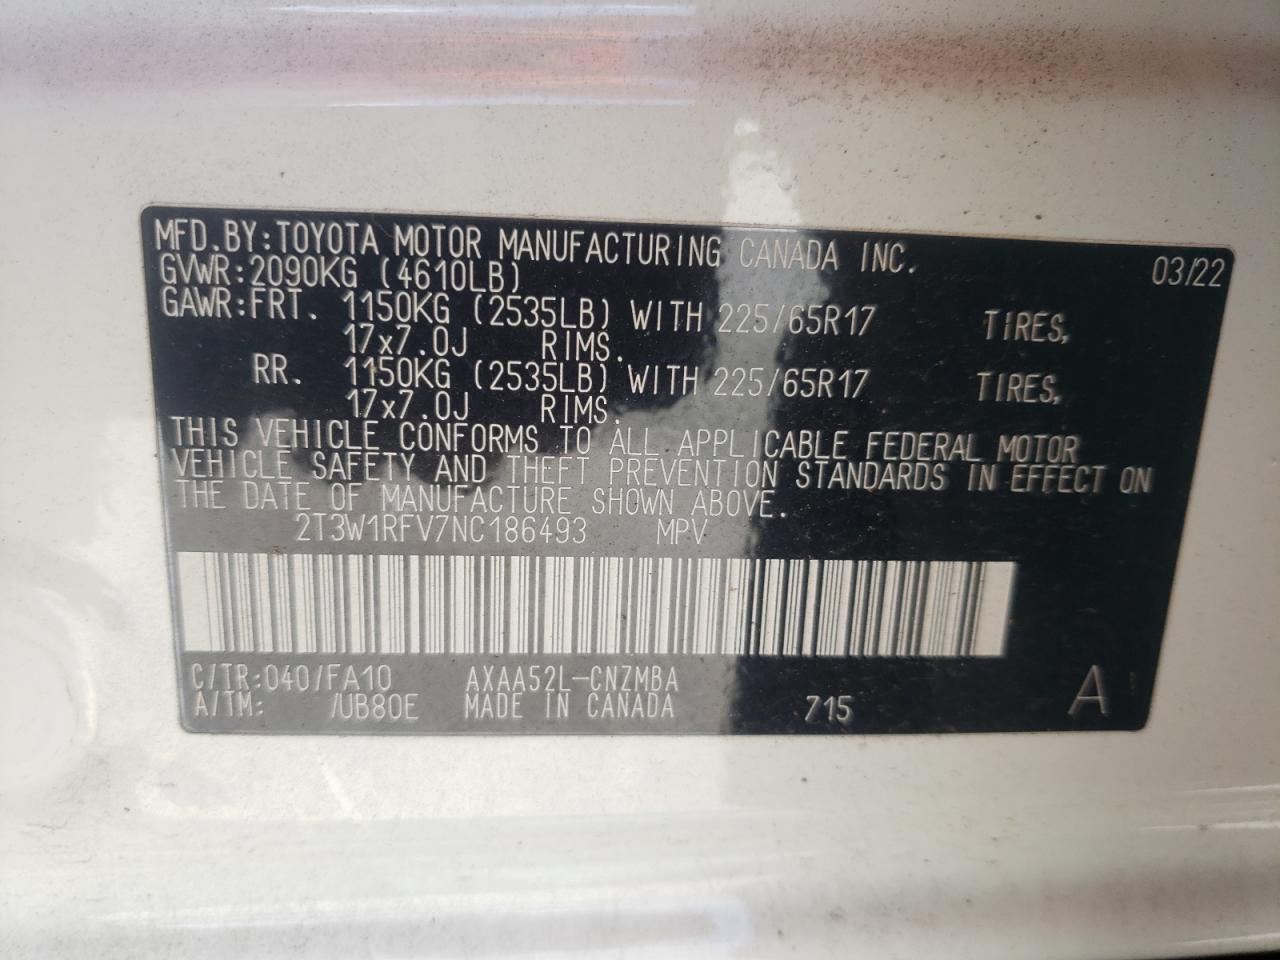 MFD.BY:TOYOTA MOTOR MANUFACTURING CANADA INC. 03/22
GVWR:2090KG (4610LB)
GAWR:FRT. 1150KG (2535LB) WITH 225/65R17 TIRES,
17x7.0J RIMS.
RR. 1150KG (2535LB) WITH 225/65R17 TIRES,
17x7.0J RIMS.
THIS VEHICLE CONFORMS TO ALL APPLICABLE FEDERAL MOTOR
VEHICLE SAFETY AND THEFT PREVENTION STANDARDS IN EFFECT ON
THE DATE OF MANUFACTURE SHOWN ABOVE.
2T3W1RFV7NC186493 MPV
C/TR:040/FA10 AXAA52L-CNZMBA A
A/TM: /UB80E MADE IN CANADA 715